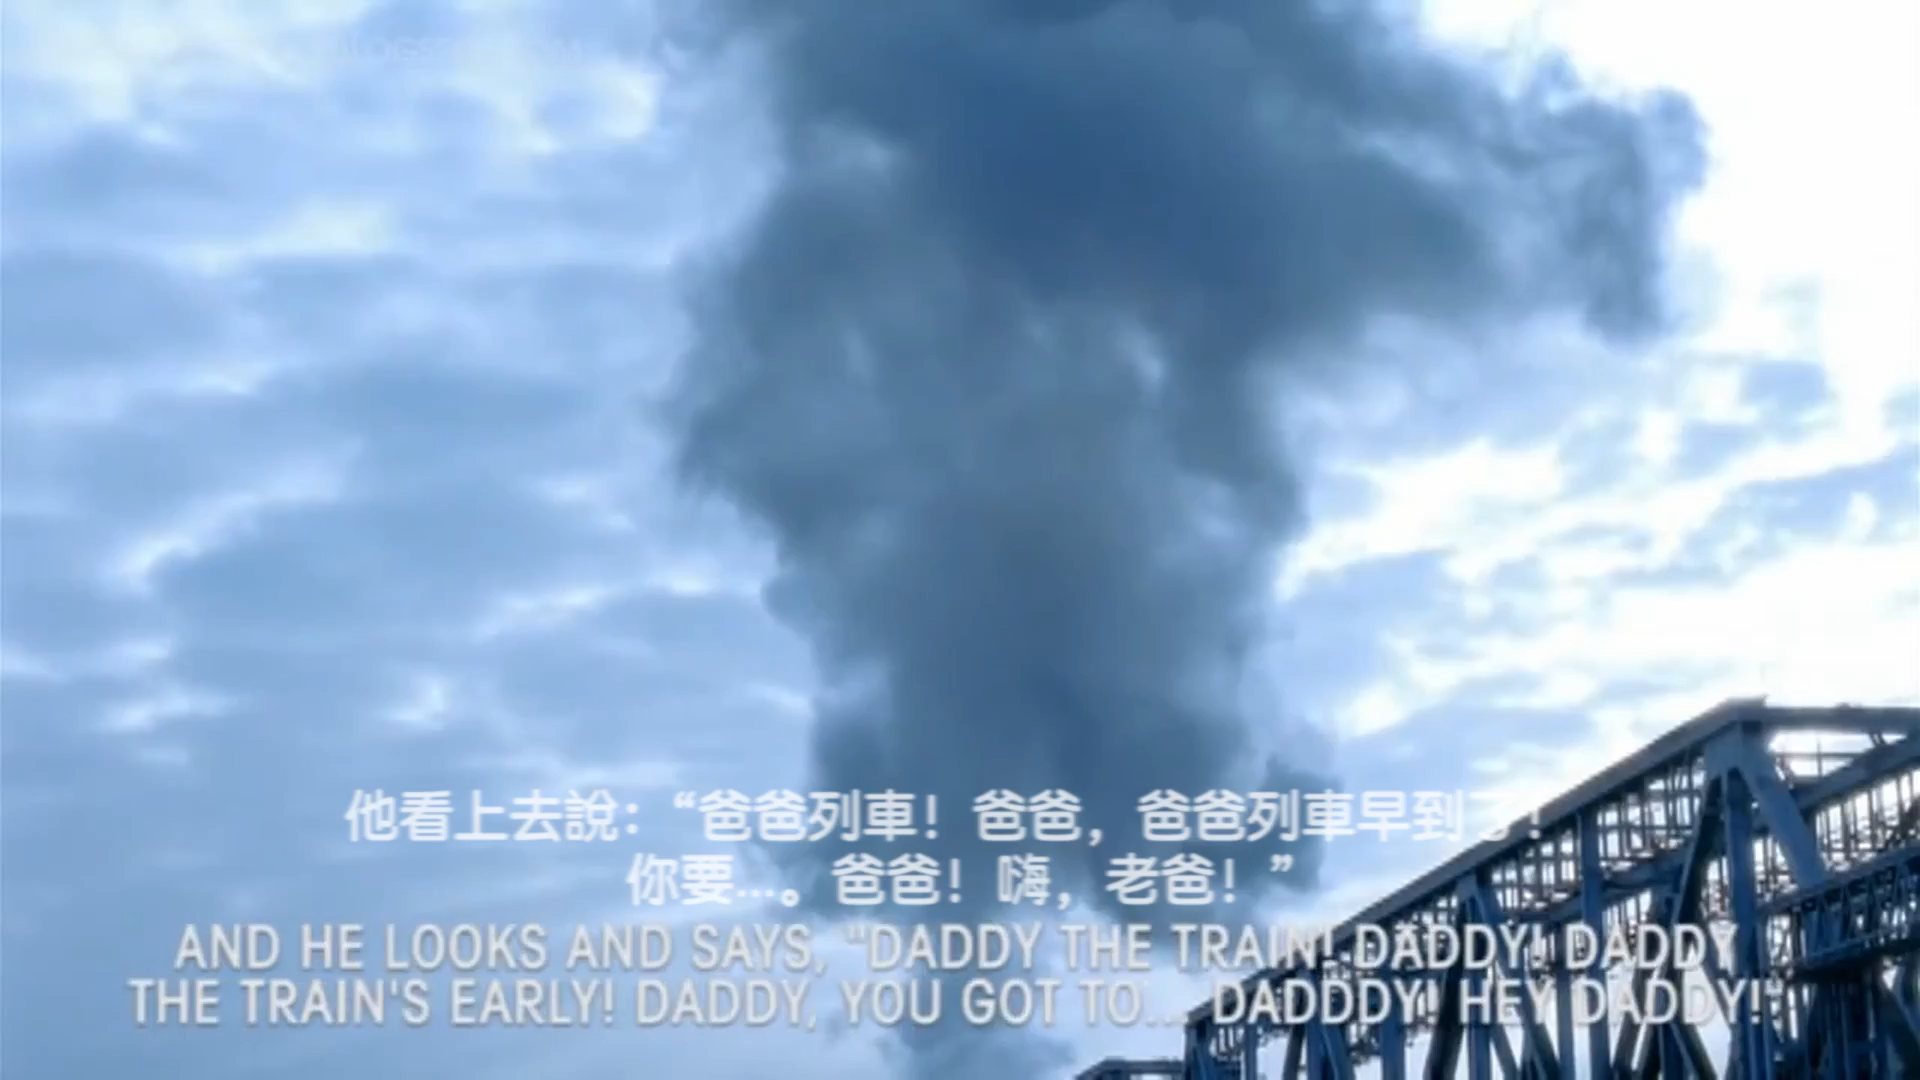 他看上去說：“爸爸列車！爸爸，爸爸列車早到了！
你要...。爸爸！嗨，老爸！”
AND HE LOOKS AND SAYS, "DADDY THE TRAIN! DADDY! DADDY
THE TRAIN'S EARLY! DADDY, YOU GOT TO... DADDDY! HEY DADDY!"